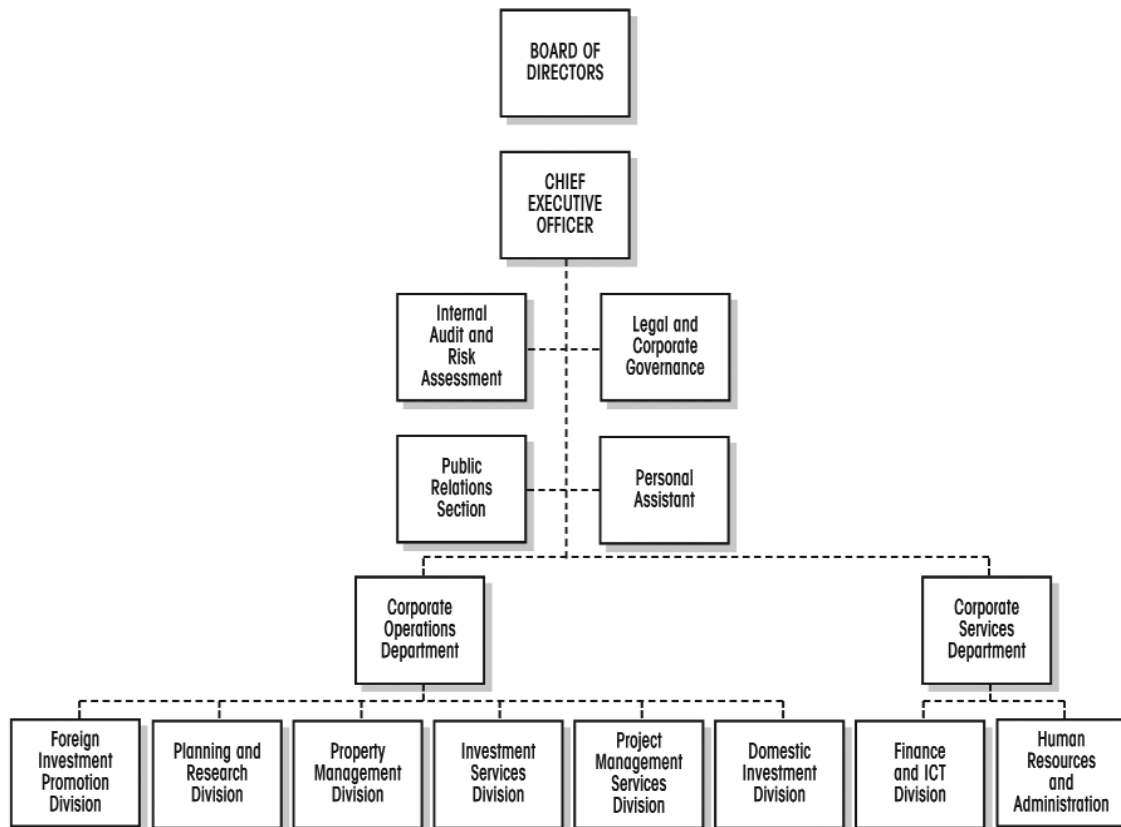 BOARD OF
DIRECTORS
CHIEF
EXECUTIVE
OFFICER
Internal
Audit and
Risk
Assessment
Legal and
Corporate
Governance
Public
Relations
Section
Personal
Assistant
Corporate
Operations
Department
Corporate
Services
Department
Foreign
Investment
Promotion
Division
Planning and
Research
Division
Property
Management
Division
Investment
Services
Division
Project
Management
Services
Division
Domestic
Investment
Division
Finance
and ICT
Division
Human
Resources
and
Administration